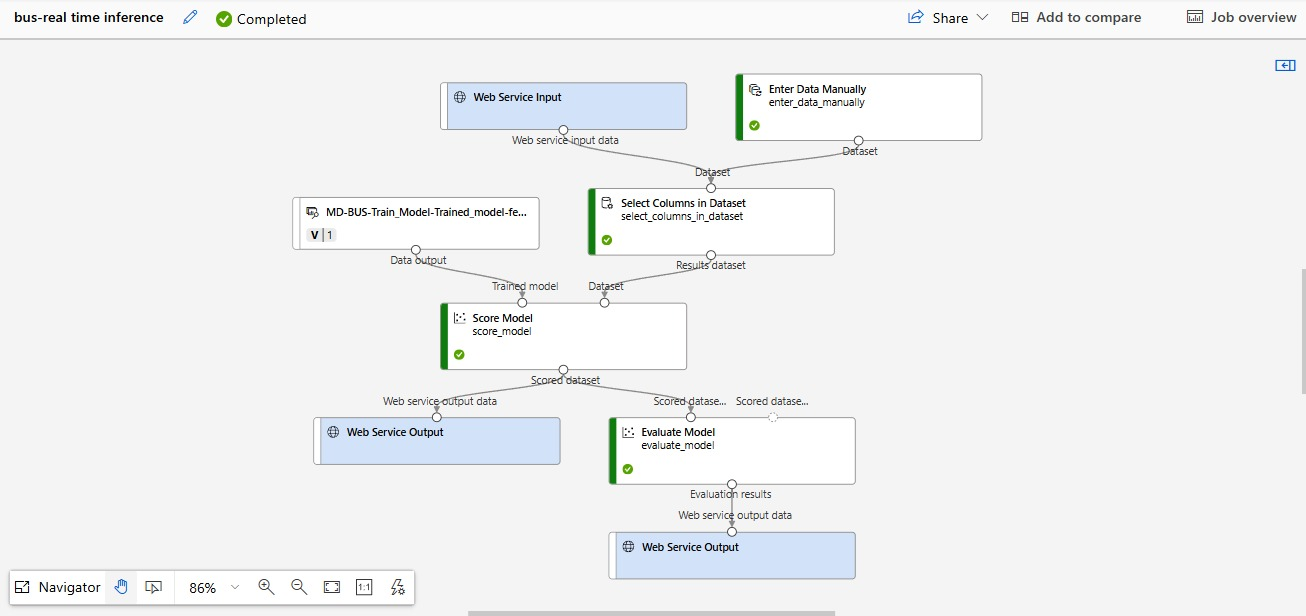 bus-real time inference
Completed
Share
Add to compare
Job overview
Web Service Input
Web service input data
Enter Data Manually
enter_data_manually
Dataset
Dataset
MD-BUS-Train_Model-Trained_model-fe...
V | 1
Data output
Select Columns in Dataset
select_columns_in_dataset
Results dataset
Trained model
Dataset
Score Model
score_model
Scored dataset
Web service output data
Scored datase...
Scored datase...
Web Service Output
Evaluate Model
evaluate_model
Evaluation results
Web service output data
Web Service Output
Navigator
86%
1:1